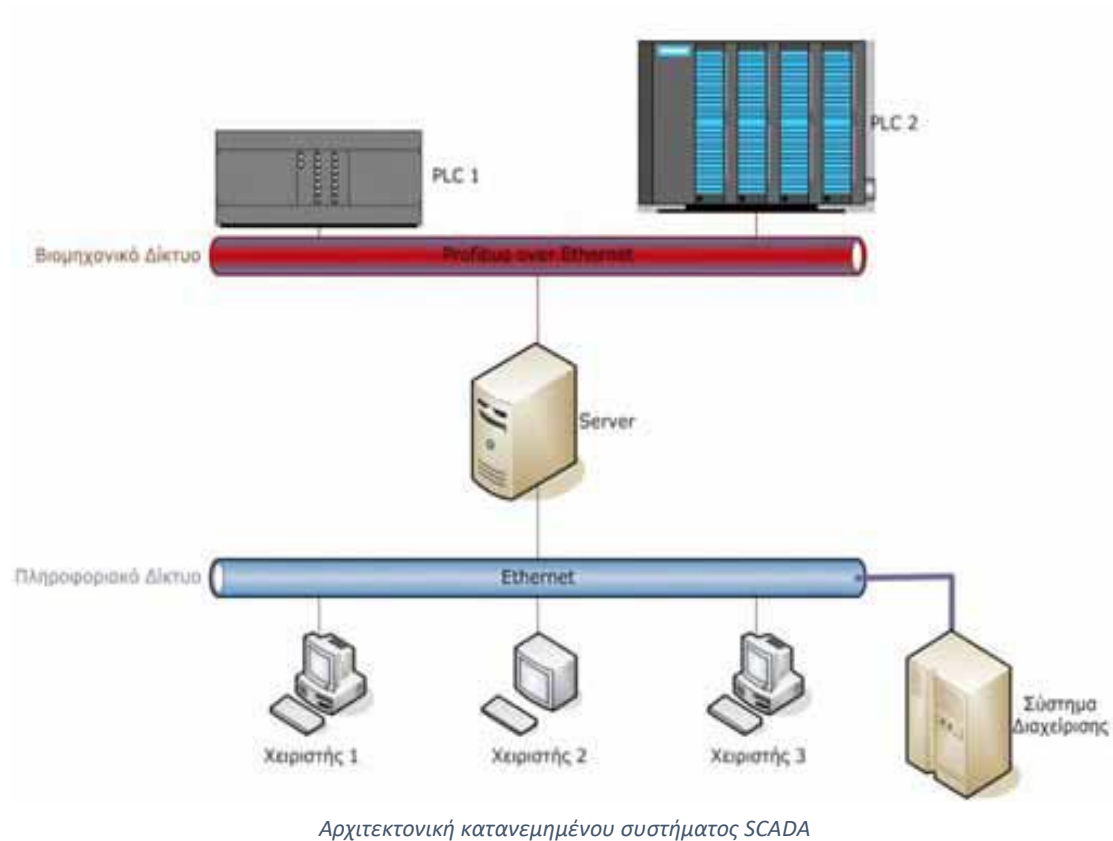 PLC 2
PLC 1
Βιομηχανικό Δίκτυο
Profibus over Ethernet
Server
Πληροφοριακό Δίκτυο
Ethernet
Χειριστής 1
Χειριστής 2
Χειριστής 3
Σύστημα
Διαχείρισης
Αρχιτεκτονική κατανεμημένου συστήματος SCADA